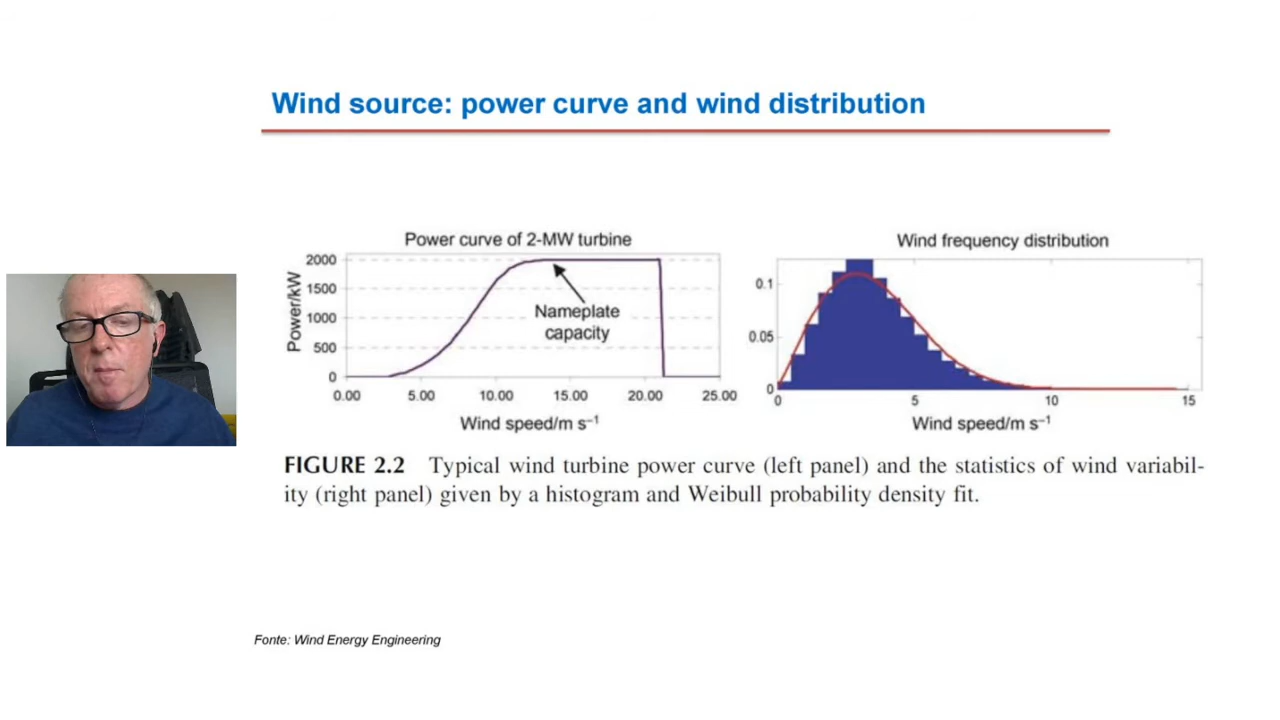 Wind source: power curve and wind distribution
Power curve of 2-MW turbine
Power/kW
2000
1500
1000
500
0
Nameplate
capacity
0.00 5.00 10.00 15.00 20.00 25.00
Wind speed/m s⁻¹
Wind frequency distribution
0.1
0.05
0
0 5 10 15
Wind speed/m s⁻¹
FIGURE 2.2 Typical wind turbine power curve (left panel) and the statistics of wind variabil-
ity (right panel) given by a histogram and Weibull probability density fit.
Fonte: Wind Energy Engineering